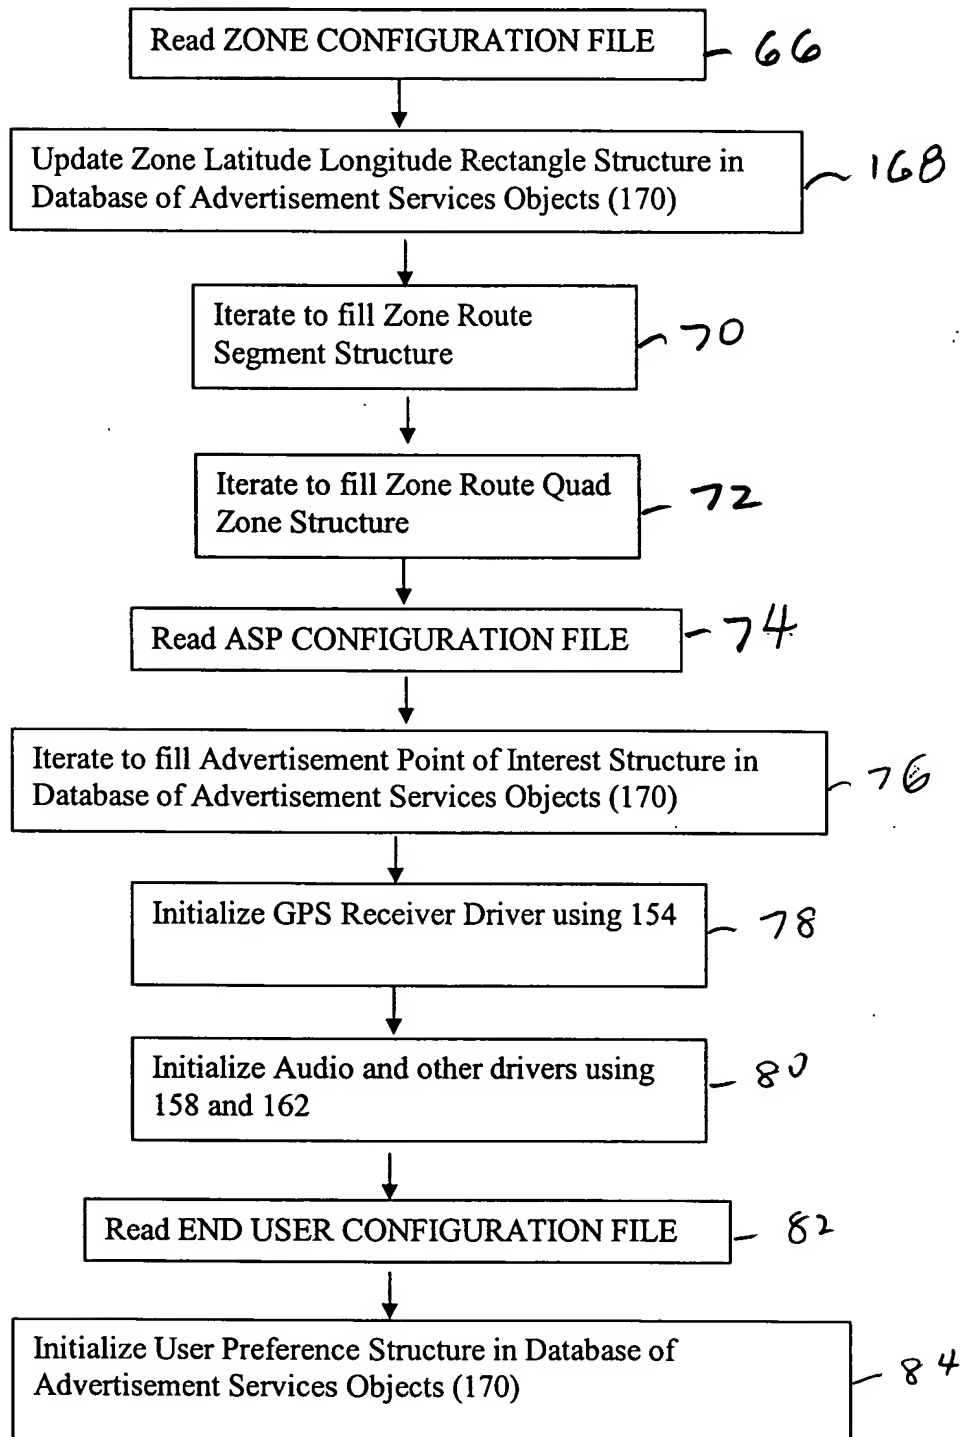 Read ZONE CONFIGURATION FILE
66
Update Zone Latitude Longitude Rectangle Structure in
Database of Advertisement Services Objects (170)
168
Iterate to fill Zone Route
Segment Structure
70
Iterate to fill Zone Route Quad
Zone Structure
72
Read ASP CONFIGURATION FILE
74
Iterate to fill Advertisement Point of Interest Structure in
Database of Advertisement Services Objects (170)
76
Initialize GPS Receiver Driver using 154
78
Initialize Audio and other drivers using
158 and 162
80
Read END USER CONFIGURATION FILE
82
Initialize User Preference Structure in Database of
Advertisement Services Objects (170)
84